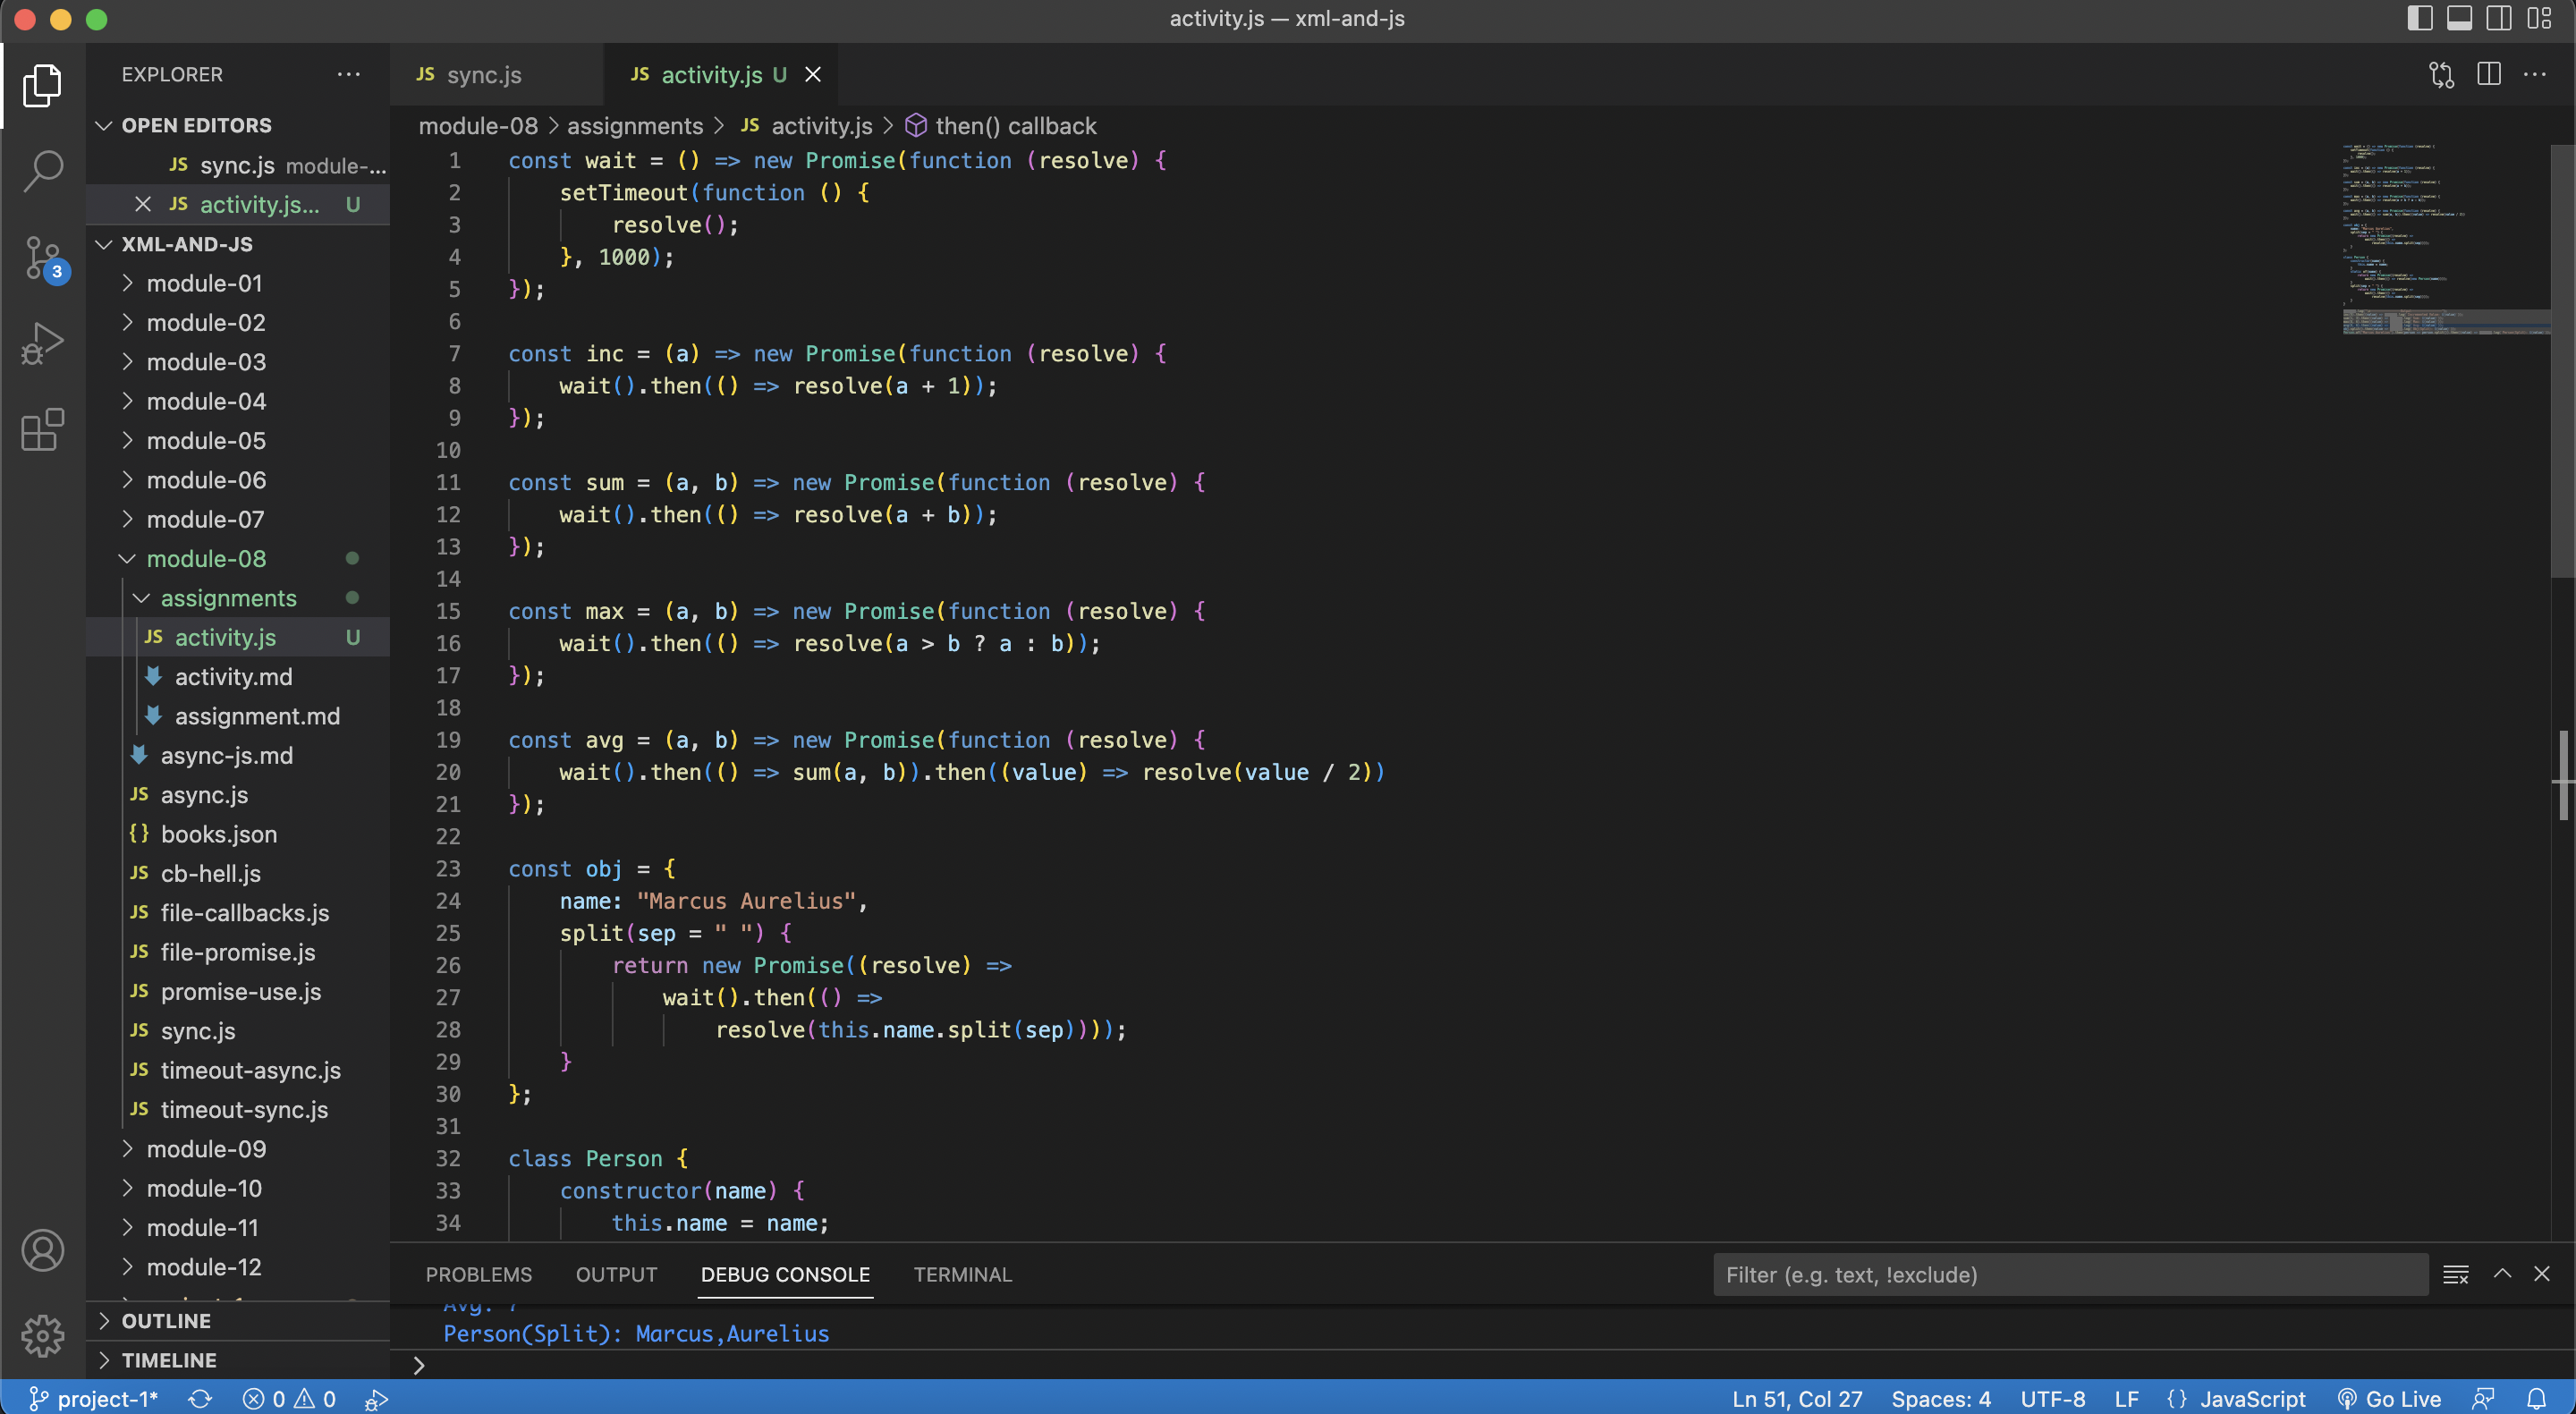 activity.js — xml-and-js
EXPLORER
OPEN EDITORS
JS sync.js module-...
JS activity.js... U
XML-AND-JS
module-01
module-02
module-03
module-04
module-05
module-06
module-07
module-08
assignments
JS activity.js U
activity.md
assignment.md
async-js.md
JS async.js
{} books.json
JS cb-hell.js
JS file-callbacks.js
JS file-promise.js
JS promise-use.js
JS sync.js
JS timeout-async.js
JS timeout-sync.js
module-09
module-10
module-11
module-12
OUTLINE
TIMELINE
3
JS sync.js
JS activity.js U
module-08 > assignments > JS activity.js > then() callback
1 const wait = () => new Promise(function (resolve) {
2     setTimeout(function () {
3         resolve();
4     }, 1000);
5 });
6
7 const inc = (a) => new Promise(function (resolve) {
8     wait().then(() => resolve(a + 1));
9 });
10
11 const sum = (a, b) => new Promise(function (resolve) {
12     wait().then(() => resolve(a + b));
13 });
14
15 const max = (a, b) => new Promise(function (resolve) {
16     wait().then(() => resolve(a > b ? a : b));
17 });
18
19 const avg = (a, b) => new Promise(function (resolve) {
20     wait().then(() => sum(a, b)).then((value) => resolve(value / 2))
21 });
22
23 const obj = {
24     name: "Marcus Aurelius",
25     split(sep = " ") {
26         return new Promise((resolve) =>
27             wait().then(() =>
28                 resolve(this.name.split(sep))));
29     }
30 };
31
32 class Person {
33     constructor(name) {
34         this.name = name;
PROBLEMS OUTPUT DEBUG CONSOLE TERMINAL
Filter (e.g. text, !exclude)
Person(Split): Marcus,Aurelius
>
project-1* 0 0
Ln 51, Col 27 Spaces: 4 UTF-8 LF {} JavaScript Go Live